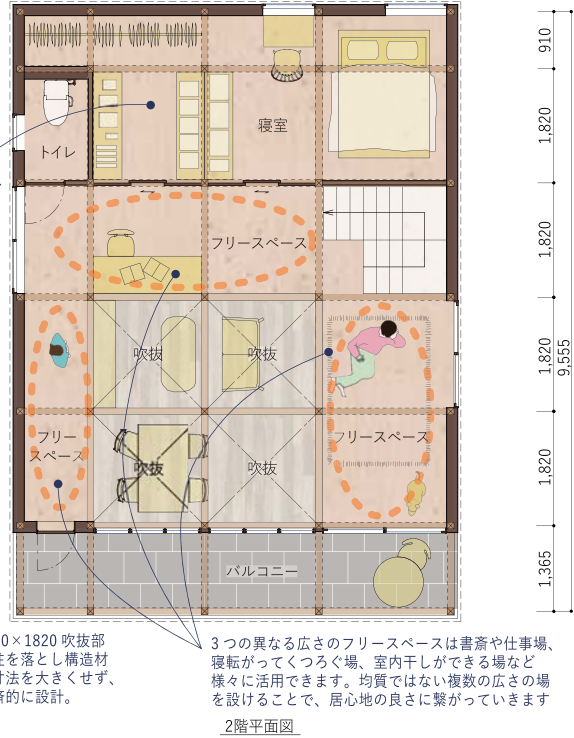 910
1,820
1,820
1,820
1,820
1,365
9,555
トイレ
寝室
フリースペース
吹抜
吹抜
吹抜
吹抜
フリー
スペース
フリースペース
バルコニー
0×1820 吹抜部
柱を落とし構造材
寸法を大きくせず、
済的に設計。
3つの異なる広さのフリースペースは書斎や仕事場、
寝転がってくつろぐ場、室内干しができる場など
様々に活用できます。均質ではない複数の広さの場
を設けることで、居心地の良さに繋がっていきます
2階平面図